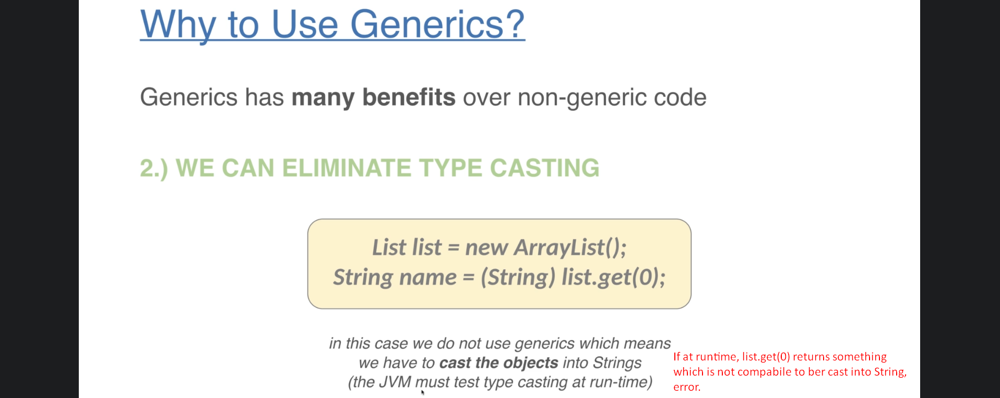 Why to Use Generics?
Generics has many benefits over non-generic code
2.) WE CAN ELIMINATE TYPE CASTING
List list = new ArrayList();
String name = (String) list.get(0);
in this case we do not use generics which means
we have to cast the objects into Strings
(the JVM must test type casting at run-time)
If at runtime, list.get(0) returns something
which is not compabile to ber cast into String,
error.